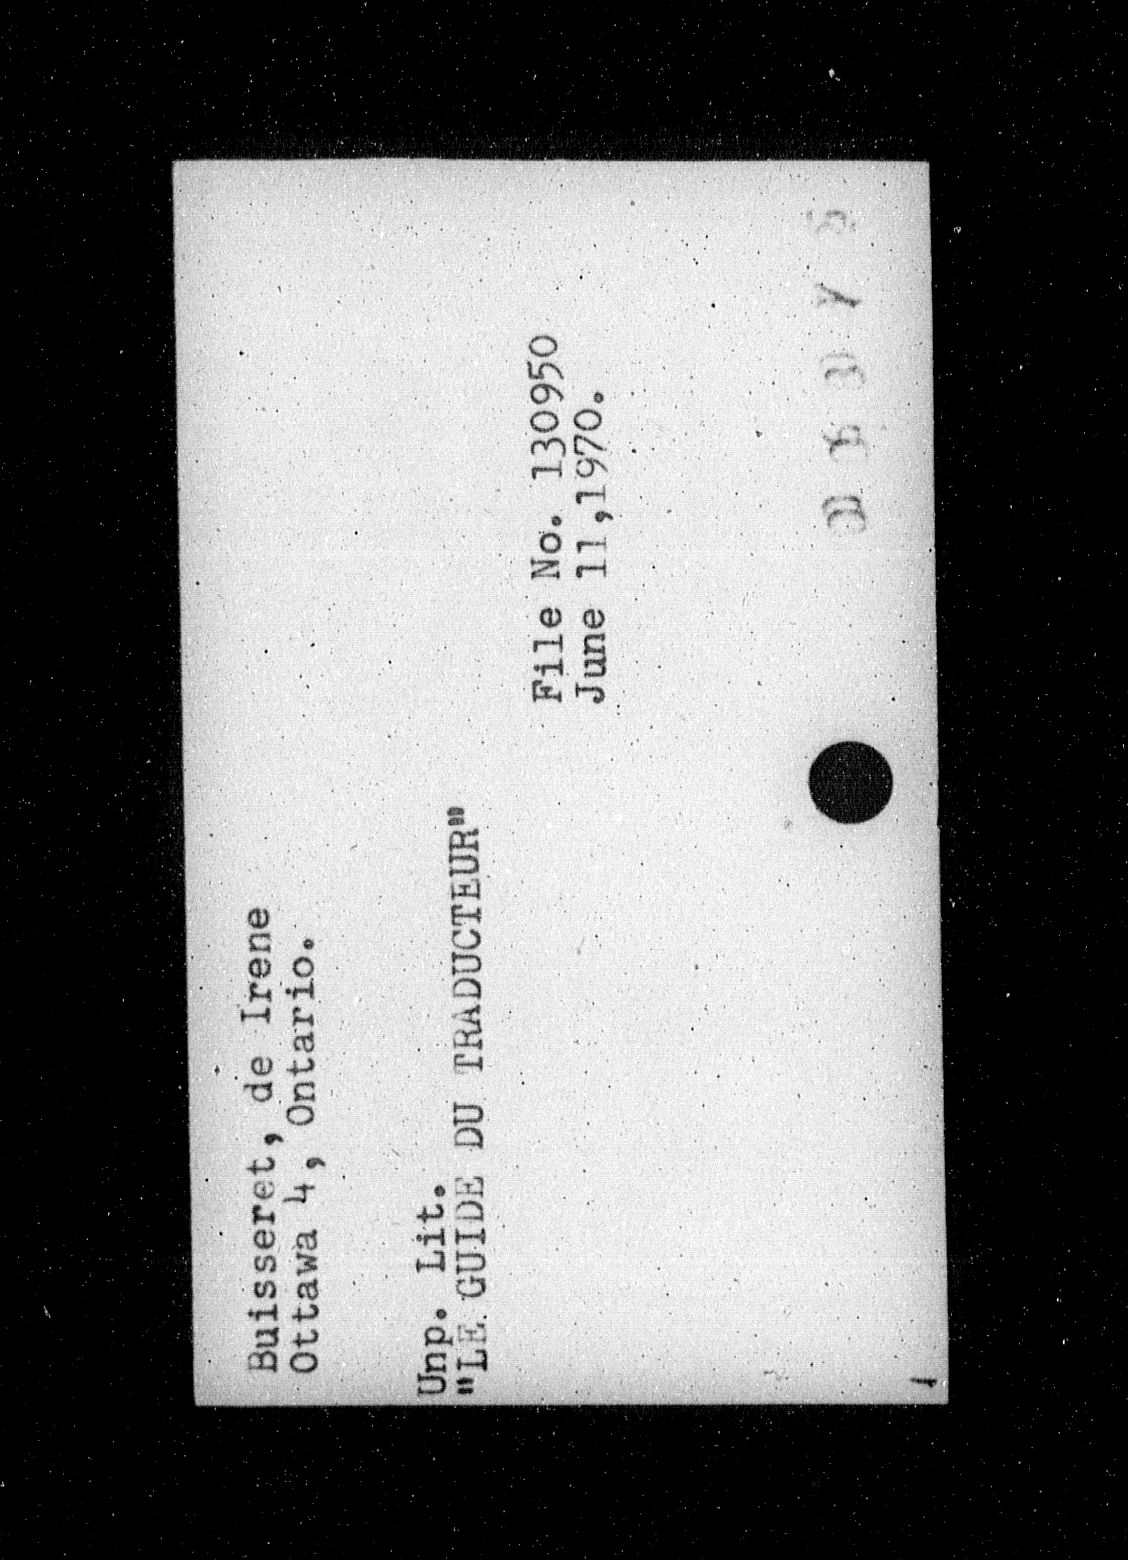 Buisseret, de Irene
Ottawa 4, Ontario.
Unp. Lit.
"LE GUIDE DU TRADUCTEUR"
File No. 130950
June 11,1970.